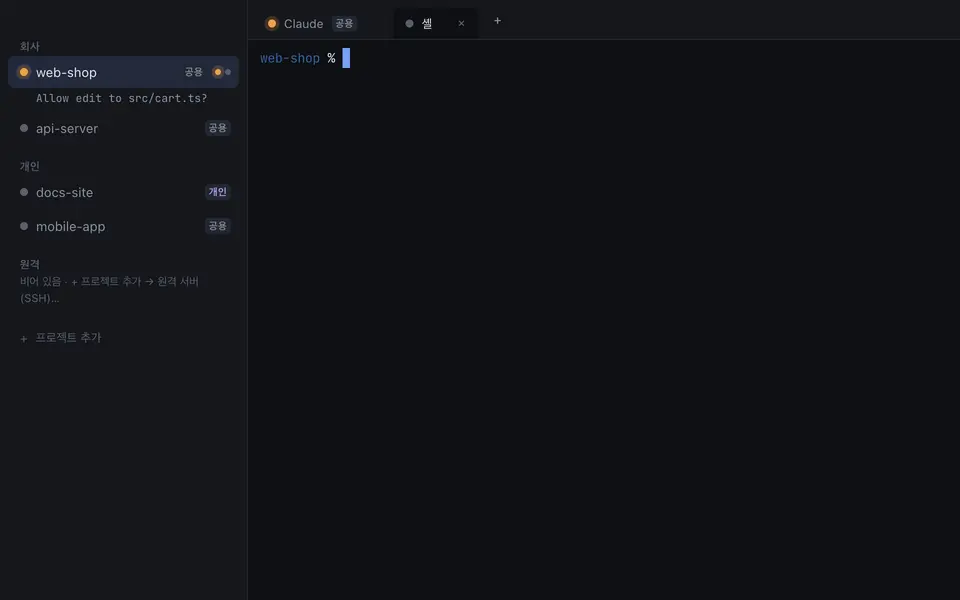 회사
web-shop 공용
Allow edit to src/cart.ts?
api-server 공용
개인
docs-site 개인
mobile-app 공용
원격
비어 있음 · + 프로젝트 추가 → 원격 서버
(SSH)…
+ 프로젝트 추가
Claude 공용
셸 × +
web-shop %